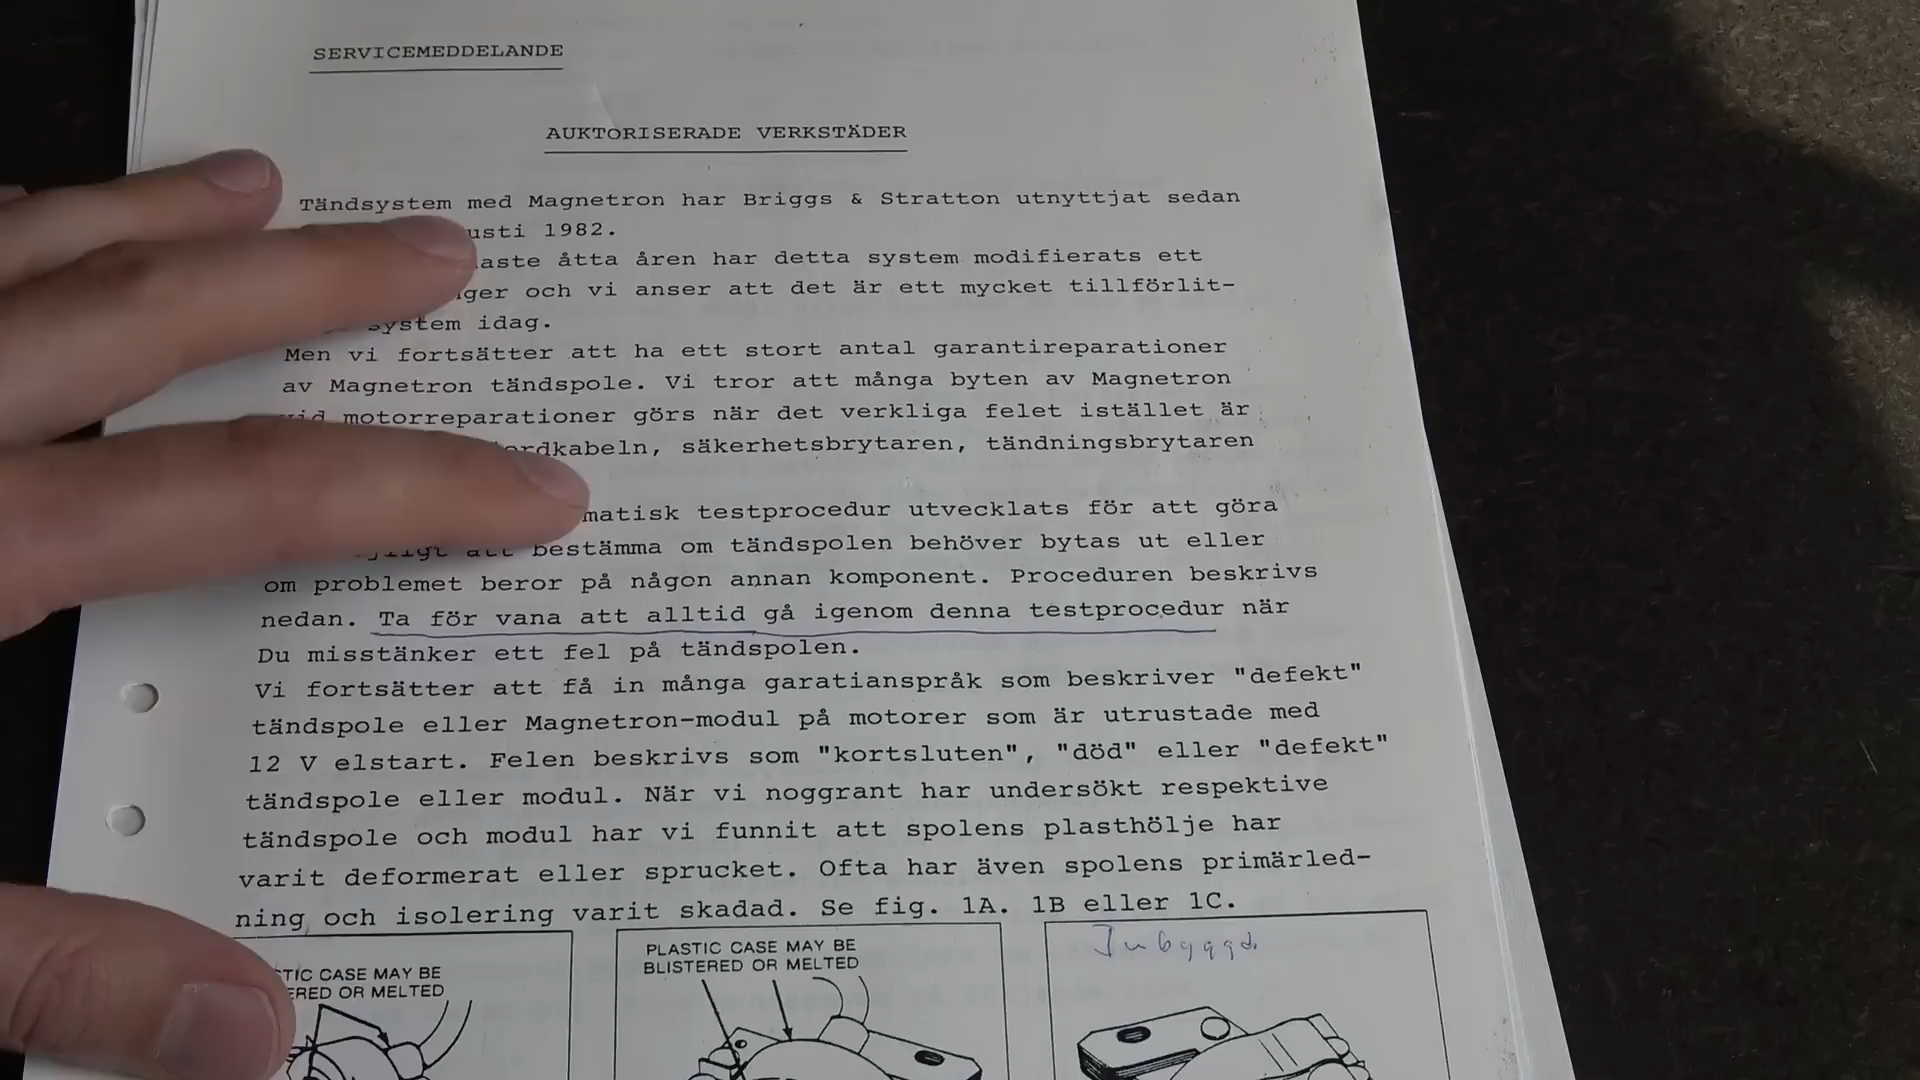 SERVICEMEDDELANDE
AUKTORISERADE VERKSTÄDER
Tändsystem med Magnetron har Briggs & Stratton utnyttjat sedan
1982.
åtta åren har detta system modifierats ett
och vi anser att det är ett mycket tillförlit-
system idag.
Men vi fortsätter att ha ett stort antal garantireparationer
av Magnetron tändspole. Vi tror att många byten av Magnetron
vid motorreparationer görs när det verkliga felet istället är
säkerhetsbrytaren, tändningsbrytaren
testprocedur utvecklats för att göra
att bestämma om tändspolen behöver bytas ut eller
om problemet beror på någon annan komponent. Proceduren beskrivs
nedan. Ta för vana att alltid gå igenom denna testprocedur när
Du misstänker ett fel på tändspolen.
Vi fortsätter att få in många garatianspråk som beskriver "defekt"
tändspole eller Magnetron-modul på motorer som är utrustade med
12 V elstart. Felen beskrivs som "kortsluten", "död" eller "defekt"
tändspole eller modul. När vi noggrant har undersökt respektive
tändspole och modul har vi funnit att spolens plasthölje har
varit deformerat eller sprucket. Ofta har även spolens primärled-
ning och isolering varit skadad. Se fig. 1A. 1B eller 1C.
CASE MAY BE
OR MELTED
PLASTIC CASE MAY BE
BLISTERED OR MELTED